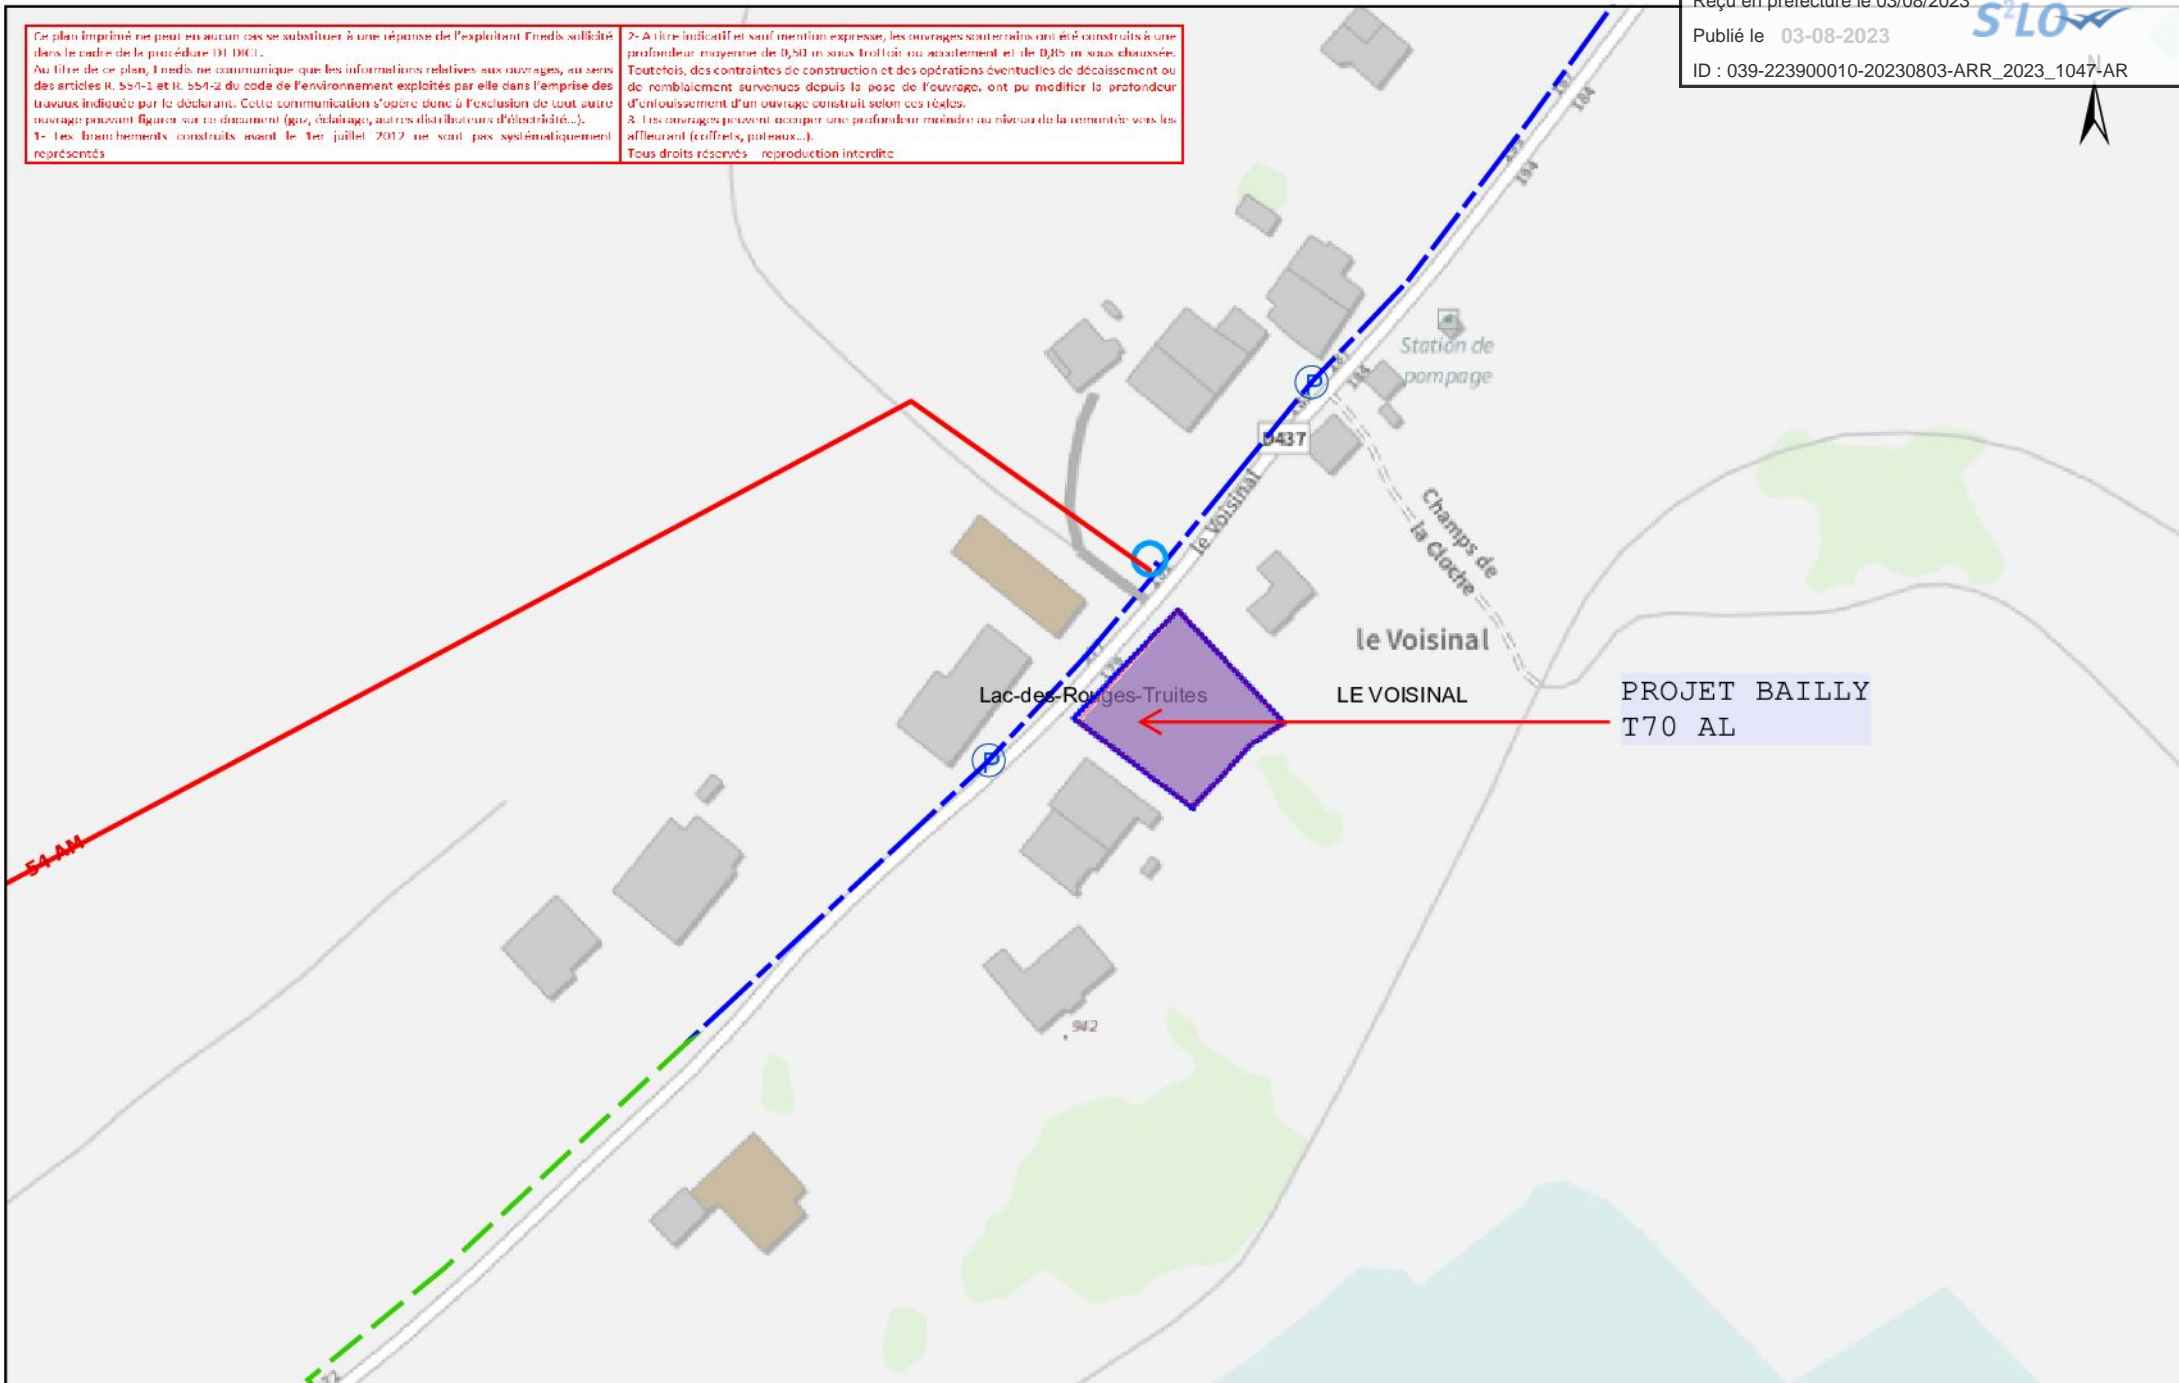 Reçu en préfecture le 03/08/2023
Publié le 03-08-2023
S²LO
ID : 039-223900010-20230803-ARR_2023_1047-AR
Ce plan imprimé ne peut en aucun cas se substituer à une réponse de l'exploitant Enedis sollicité
dans le cadre de la procédure DT DICT.
Au titre de ce plan, Enedis ne communique que les informations relatives aux ouvrages, au sens
des articles R. 554-1 et R. 554-2 du code de l'environnement exploités par elle dans l'emprise des
travaux indiquée par le déclarant. Cette communication s'opère donc à l'exclusion de tout autre
ouvrage pouvant figurer sur ce document (gaz, éclairage, autres distributeurs d'électricité...).
1- Les branchements construits avant le 1er juillet 2012 ne sont pas systématiquement
représentés
2- A titre indicatif et sauf mention expresse, les ouvrages souterrains ont été construits à une
profondeur moyenne de 0,50 m sous trottoir ou accotement et de 0,85 m sous chaussée.
Toutefois, des contraintes de construction et des opérations éventuelles de décaissement ou
de remblaiement survenues depuis la pose de l'ouvrage, ont pu modifier la profondeur
d'enfouissement d'un ouvrage construit selon ces règles.
3- Les ouvrages peuvent occuper une profondeur moindre au niveau de la remontée vers les
affleurant (coffrets, poteaux...).
Tous droits réservés reproduction interdite
N
187
184
194
Station de
pompage
P
184
D437
le Voisinal
Champs de
la Cloche
le Voisinal
Lac-des-Rouges-Truites
LE VOISINAL
PROJET BAILLY
T70 AL
P
54 AM
942